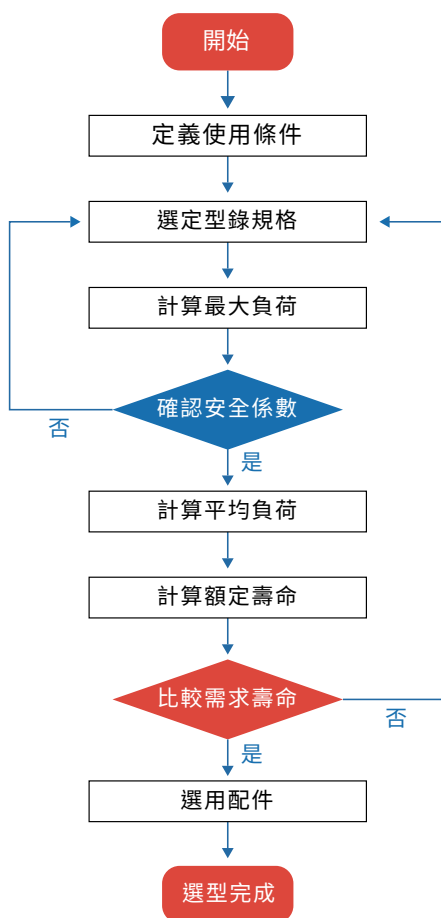 開始
定義使用條件
選定型錄規格
計算最大負荷
確認安全係數
否
是
計算平均負荷
計算額定壽命
比較需求壽命
否
是
選用配件
選型完成